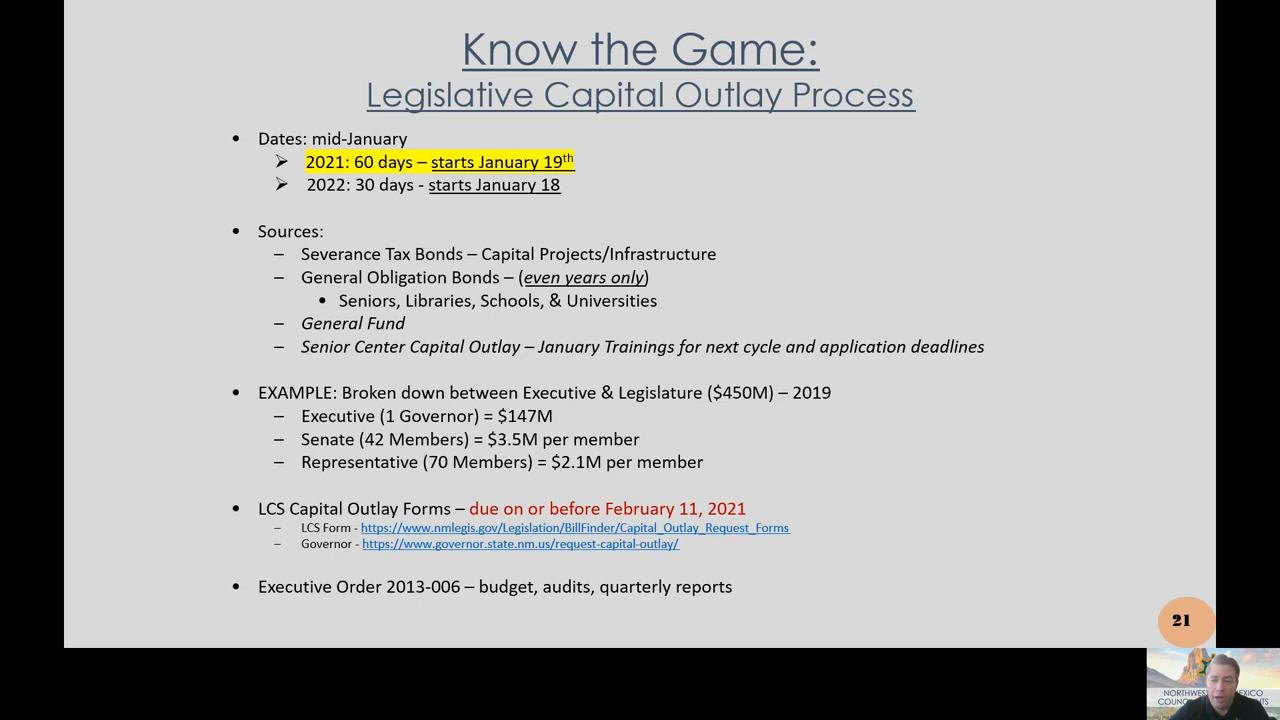 Know the Game:
Legislative Capital Outlay Process
• Dates: mid-January
➢ 2021: 60 days – starts January 19th
➢ 2022: 30 days - starts January 18
• Sources:
– Severance Tax Bonds – Capital Projects/Infrastructure
– General Obligation Bonds – (even years only)
• Seniors, Libraries, Schools, & Universities
– General Fund
– Senior Center Capital Outlay – January Trainings for next cycle and application deadlines
• EXAMPLE: Broken down between Executive & Legislature ($450M) – 2019
– Executive (1 Governor) = $147M
– Senate (42 Members) = $3.5M per member
– Representative (70 Members) = $2.1M per member
• LCS Capital Outlay Forms – due on or before February 11, 2021
– LCS Form - https://www.nmlegis.gov/Legislation/BillFinder/Capital_Outlay_Request_Forms
– Governor - https://www.governor.state.nm.us/request-capital-outlay/
• Executive Order 2013-006 – budget, audits, quarterly reports
21
NORTHWES
COUNC